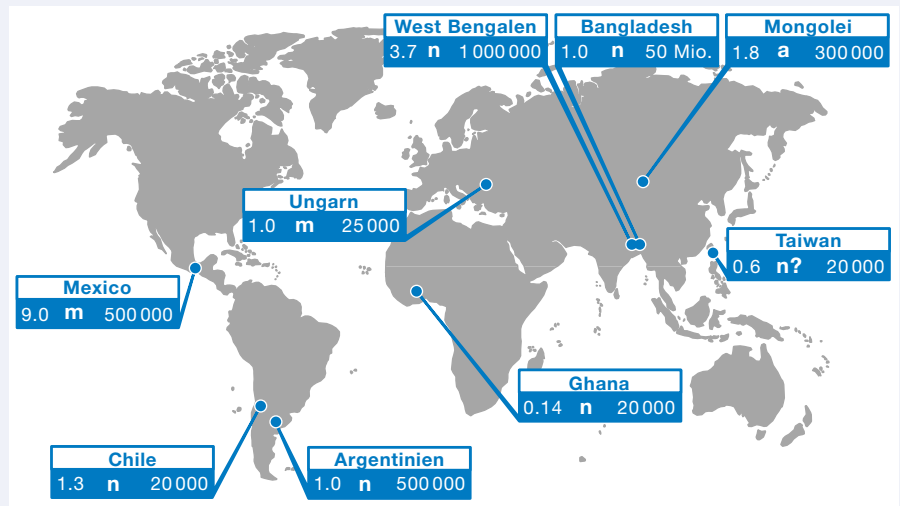 West Bengalen
3.7 n 1 000 000
Bangladesh
1.0 n 50 Mio.
Mongolei
1.8 a 300 000
Ungarn
1.0 m 25 000
Taiwan
0.6 n? 20 000
Mexico
9.0 m 500 000
Ghana
0.14 n 20 000
Chile
1.3 n 20 000
Argentinien
1.0 n 500 000